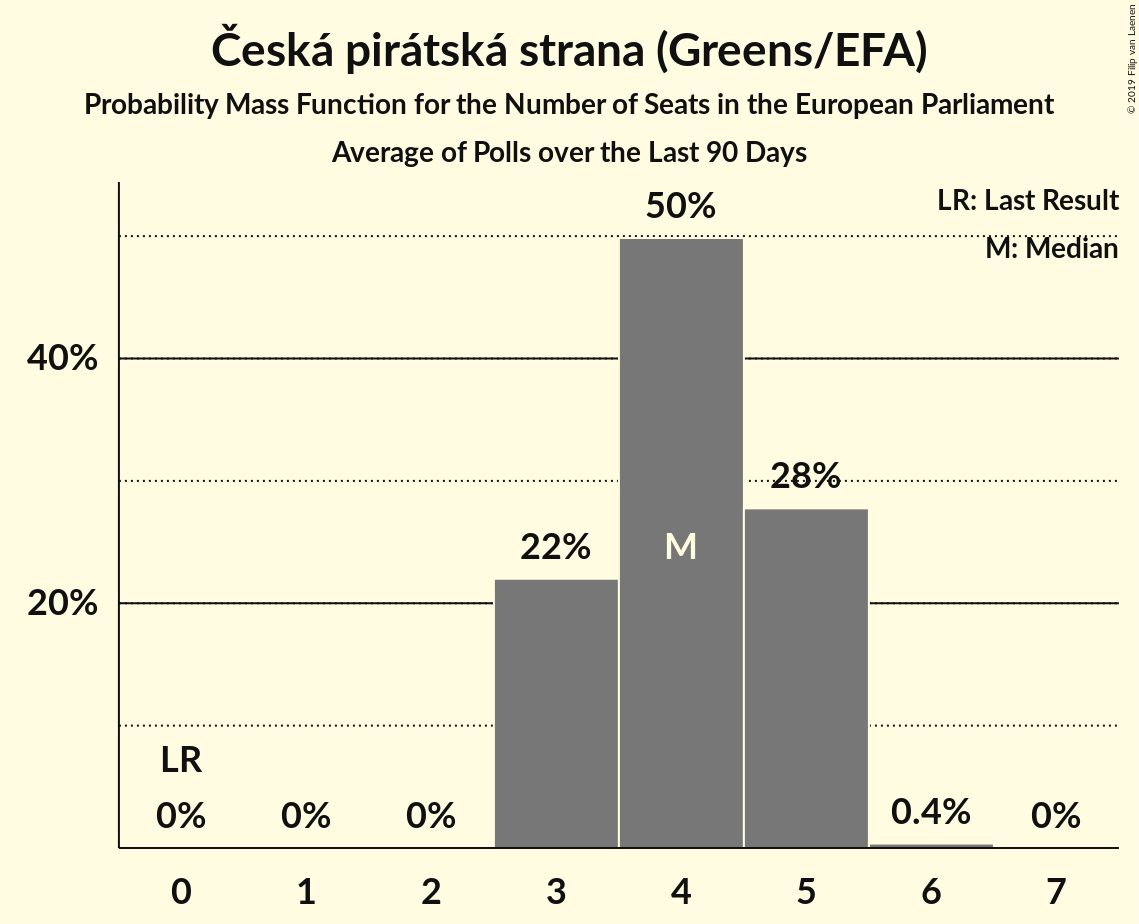 Česká pirátská strana (Greens/EFA)
Probability Mass Function for the Number of Seats in the European Parliament
Average of Polls over the Last 90 Days
© 2019 Filip van Laenen
LR: Last Result
M: Median
50%
40%
28%
22%
M
20%
LR
0%
0%
0%
0.4%
0%
0
1
2
3
4
5
6
7